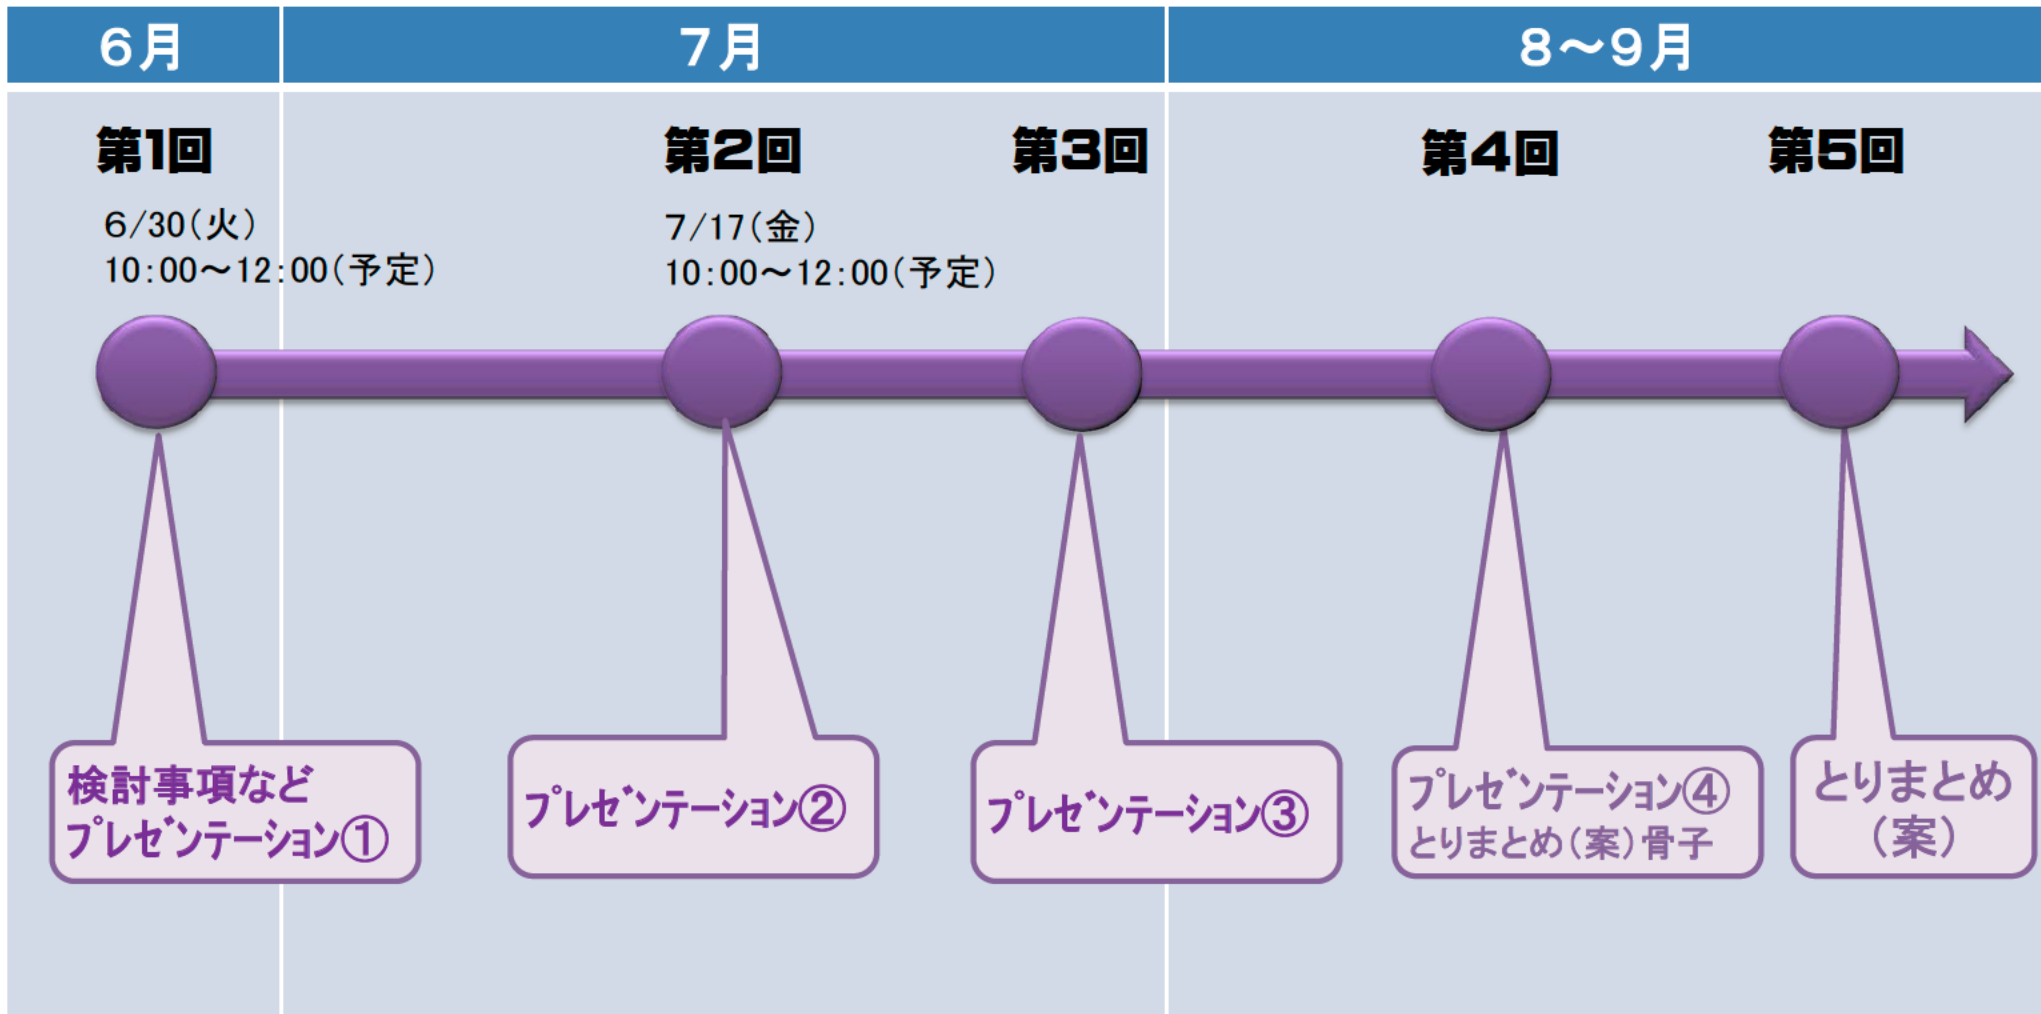 ６月
７月
８～９月
第1回
第2回
第3回
第4回
第5回
６/30(火)
10:00～12:00(予定)
７/17(金)
10:00～12:00(予定)
検討事項など
プレゼンテーション①
プレゼンテーション②
プレゼンテーション③
プレゼンテーション④
とりまとめ(案)骨子
とりまとめ
(案)